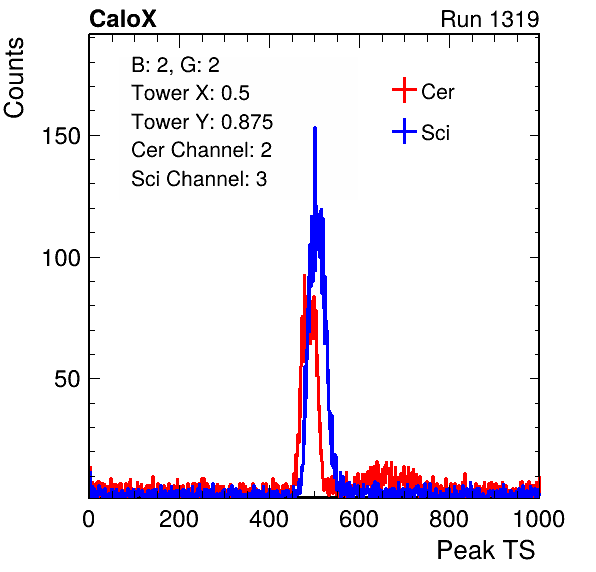 CaloX Run 1319
Counts
B: 2, G: 2
Tower X: 0.5
Tower Y: 0.875
Cer Channel: 2
Sci Channel: 3
Cer
Sci
150
100
50
0 200 400 600 800 1000
Peak TS